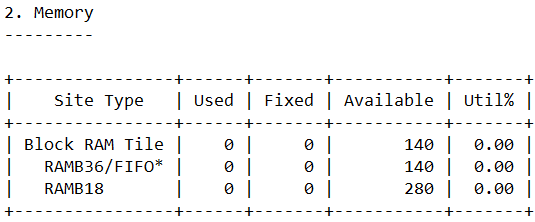 2. Memory
---------
+----------------+------+-------+-----------+-------+
|    Site Type   | Used | Fixed | Available | Util% |
+----------------+------+-------+-----------+-------+
| Block RAM Tile |    0 |     0 |       140 |  0.00 |
|   RAMB36/FIFO* |    0 |     0 |       140 |  0.00 |
|   RAMB18       |    0 |     0 |       280 |  0.00 |
+----------------+------+-------+-----------+-------+